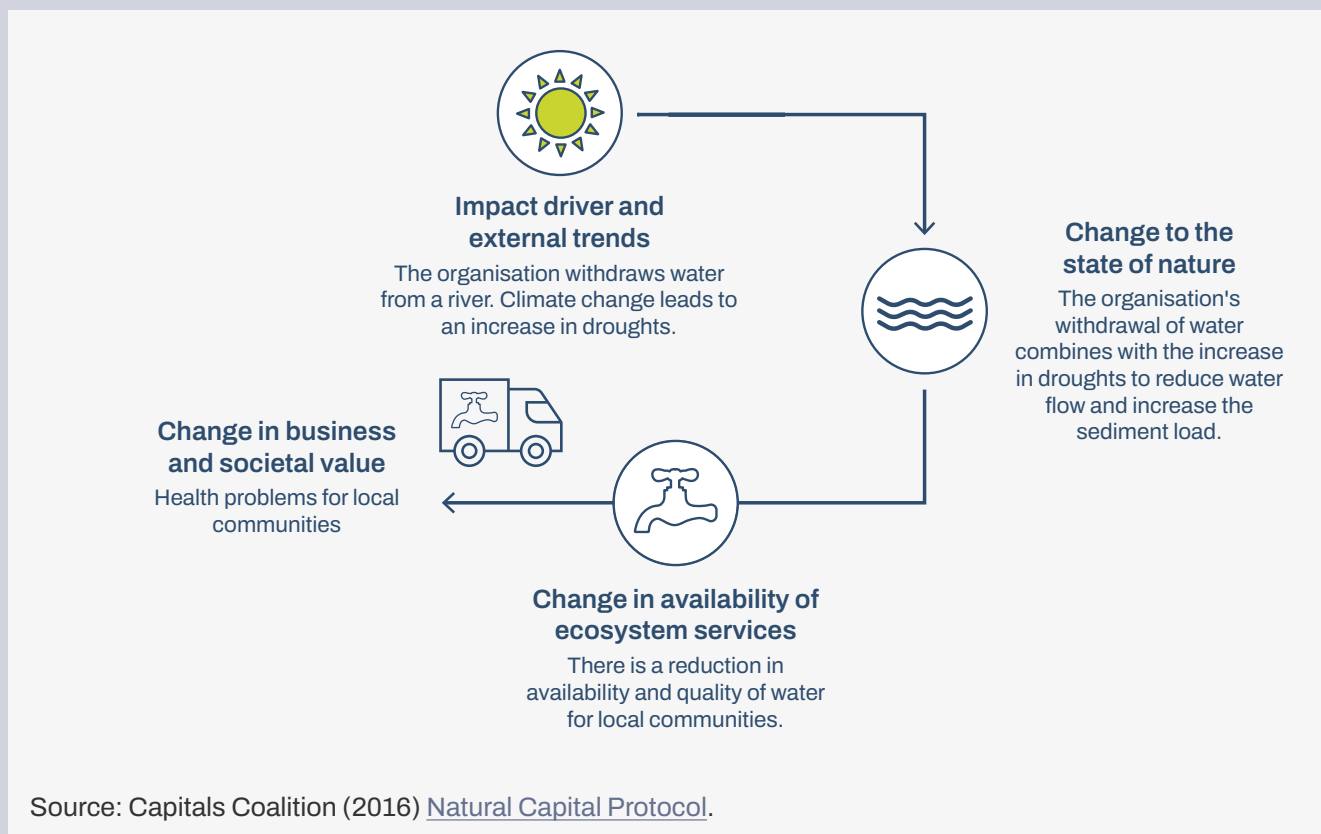 Impact driver and
external trends
The organisation withdraws water
from a river. Climate change leads to
an increase in droughts.
Change to the
state of nature
The organisation's
withdrawal of water
combines with the increase
in droughts to reduce water
flow and increase the
sediment load.
Change in availability of
ecosystem services
There is a reduction in
availability and quality of water
for local communities.
Change in business
and societal value
Health problems for local
communities
Source: Capitals Coalition (2016) Natural Capital Protocol.